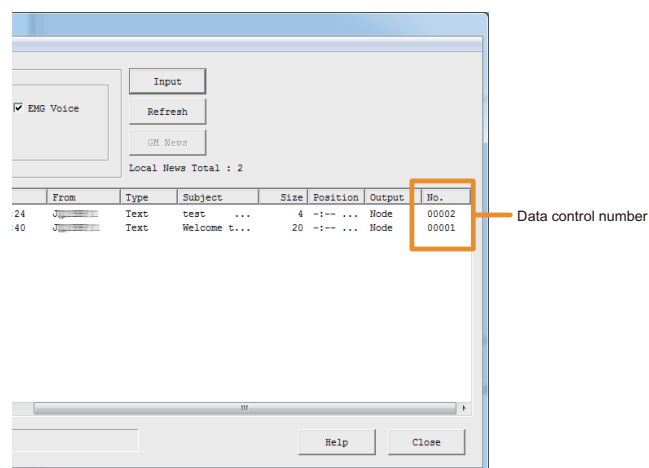 Input
EMG Voice
Refresh
GM News
Local News Total : 2
From Type Subject Size Position Output No.
:24 Text test ... 4 -:-- ... Node 00002
:40 Text Welcome t... 20 -:-- ... Node 00001
Data control number
Help Close